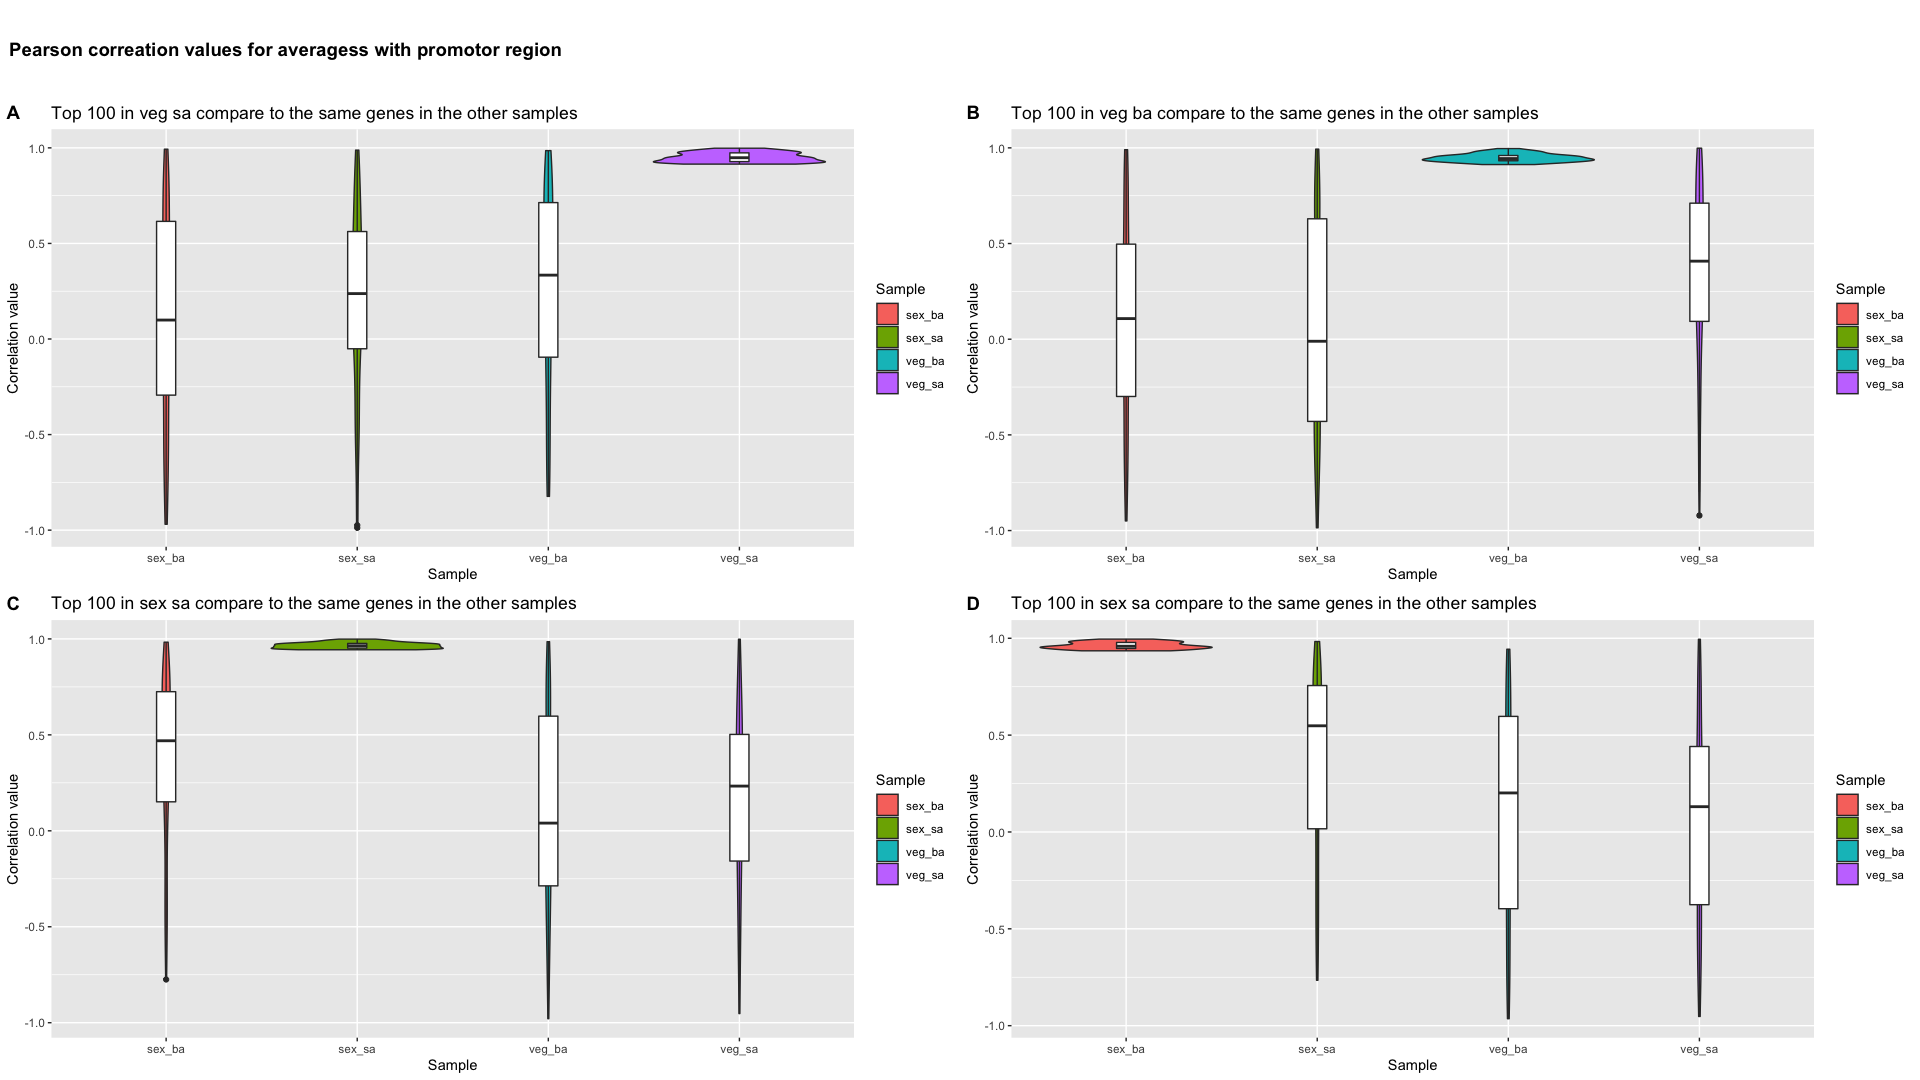 Pearson correation values for averagess with promotor region
A
Top 100 in veg sa compare to the same genes in the other samples
Correlation value
1.0
0.5
0.0
-0.5
-1.0
sex_ba
sex_sa
veg_ba
veg_sa
Sample
Sample
sex_ba
sex_sa
veg_ba
veg_sa
B
Top 100 in veg ba compare to the same genes in the other samples
Correlation value
1.0
0.5
0.0
-0.5
-1.0
sex_ba
sex_sa
veg_ba
veg_sa
Sample
Sample
sex_ba
sex_sa
veg_ba
veg_sa
C
Top 100 in sex sa compare to the same genes in the other samples
Correlation value
1.0
0.5
0.0
-0.5
-1.0
sex_ba
sex_sa
veg_ba
veg_sa
Sample
Sample
sex_ba
sex_sa
veg_ba
veg_sa
D
Top 100 in sex sa compare to the same genes in the other samples
Correlation value
1.0
0.5
0.0
-0.5
-1.0
sex_ba
sex_sa
veg_ba
veg_sa
Sample
Sample
sex_ba
sex_sa
veg_ba
veg_sa